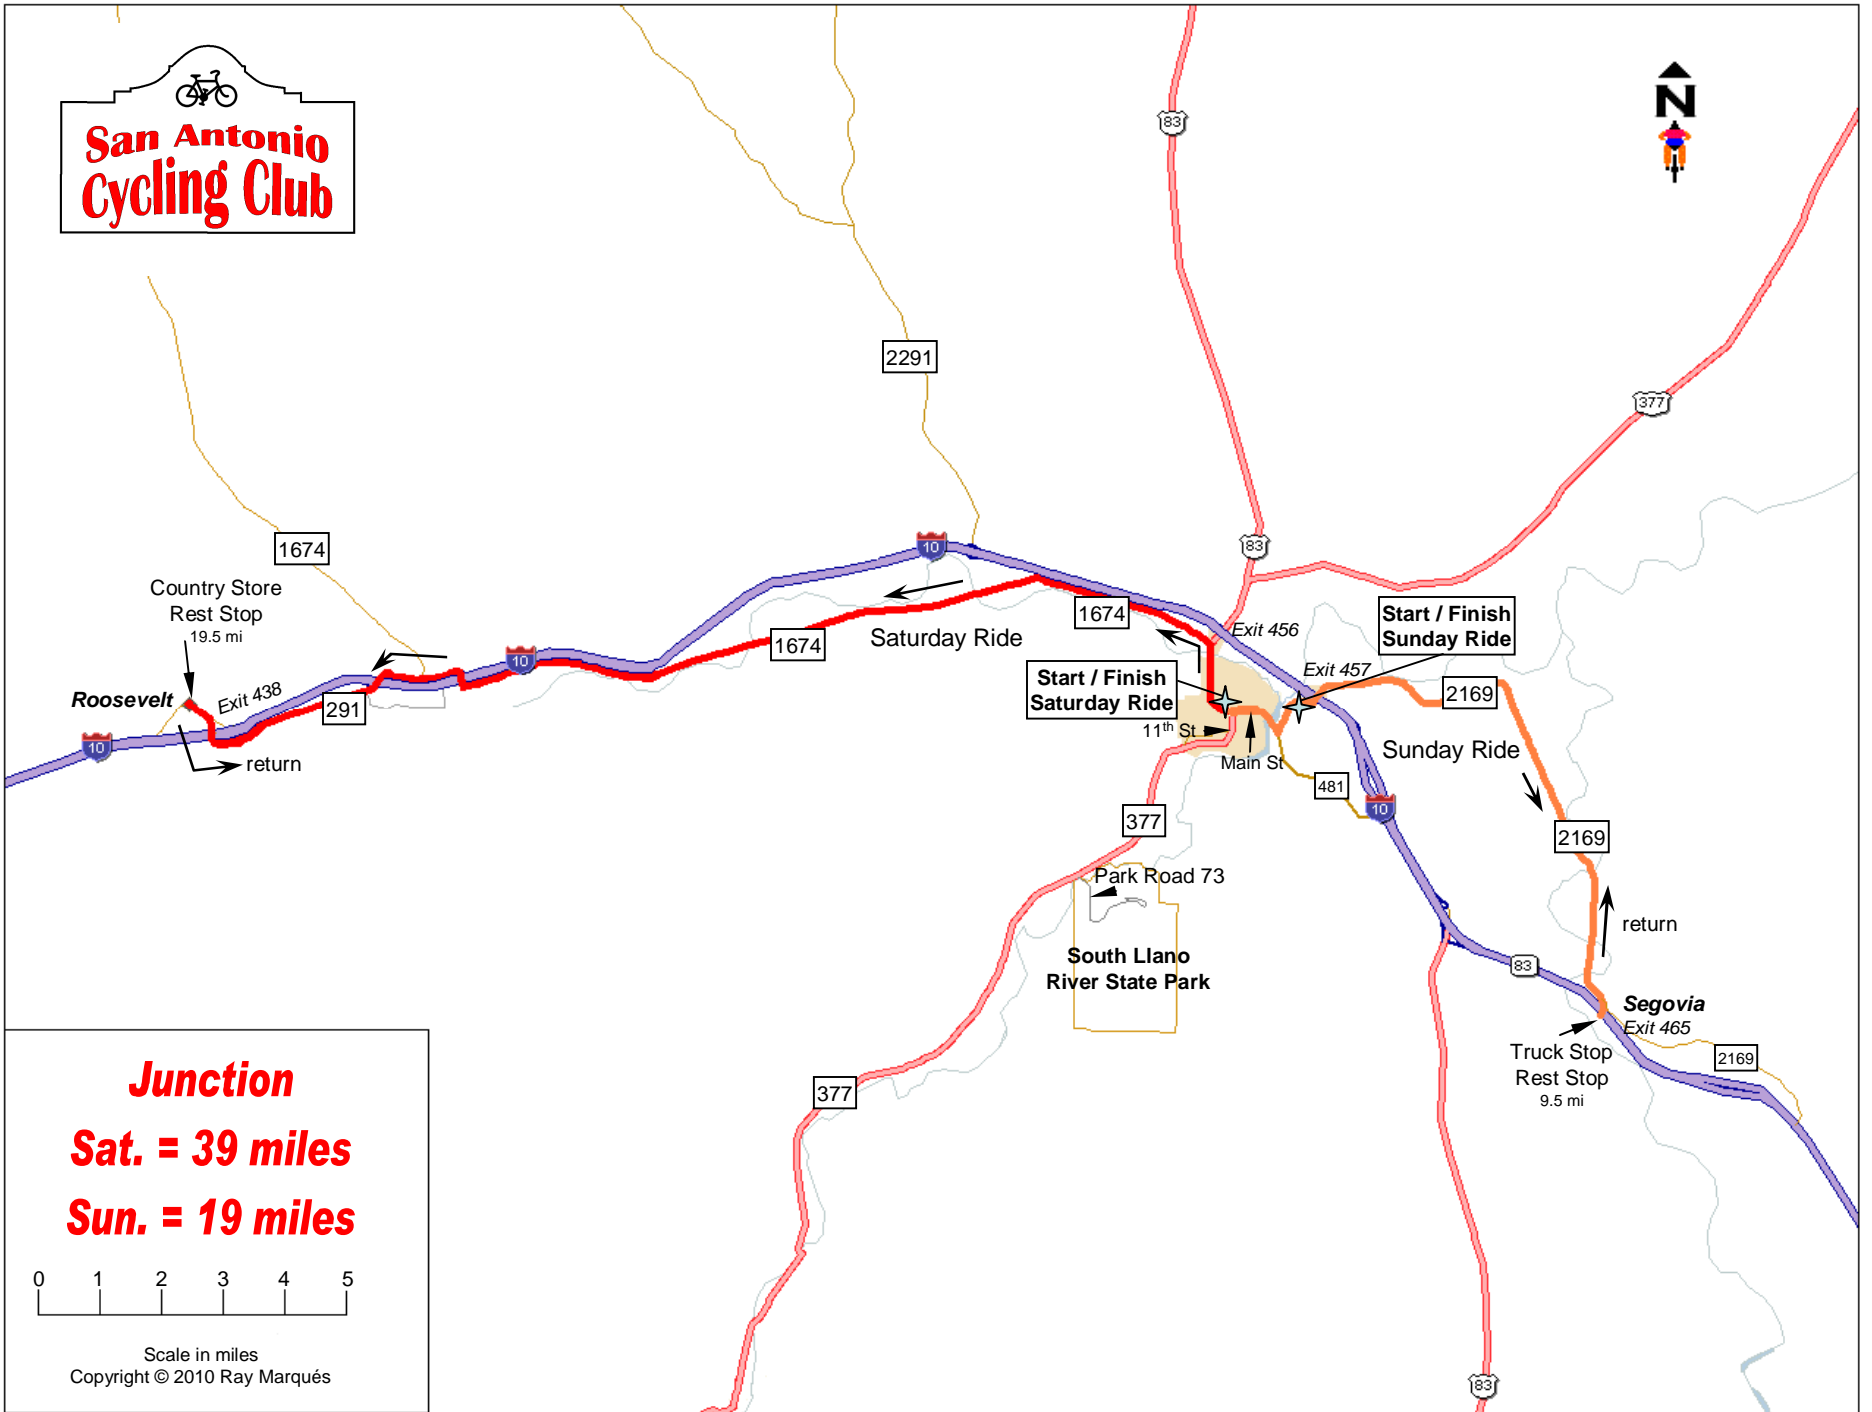 San Antonio
Cycling Club
N
83
377
2291
1674
10
83
Country Store
Rest Stop
19.5 mi
1674
Start / Finish
Sunday Ride
Exit 456
Saturday Ride
1674
10
Exit 457
Start / Finish
Saturday Ride
2169
Roosevelt
Exit 438
291
11th St
10
return
Main St
Sunday Ride
481
10
377
2169
Park Road 73
return
South Llano
River State Park
83
Segovia
Exit 465
Truck Stop
Rest Stop
9.5 mi
2169
377
Junction
Sat. = 39 miles
Sun. = 19 miles
0 1 2 3 4 5
Scale in miles
Copyright © 2010 Ray Marqués
83